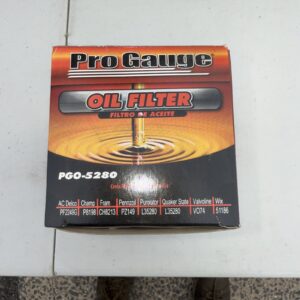 Pro Gauge
OIL FILTER
FILTRO DE ACEITE
PGO-5280
AC Delco Champ Fram Pennzoil Purolator Quaker State Valvoline Wix
PF2249G P8198 CH8213 PZ149 L35280 L35280 VO74 51186